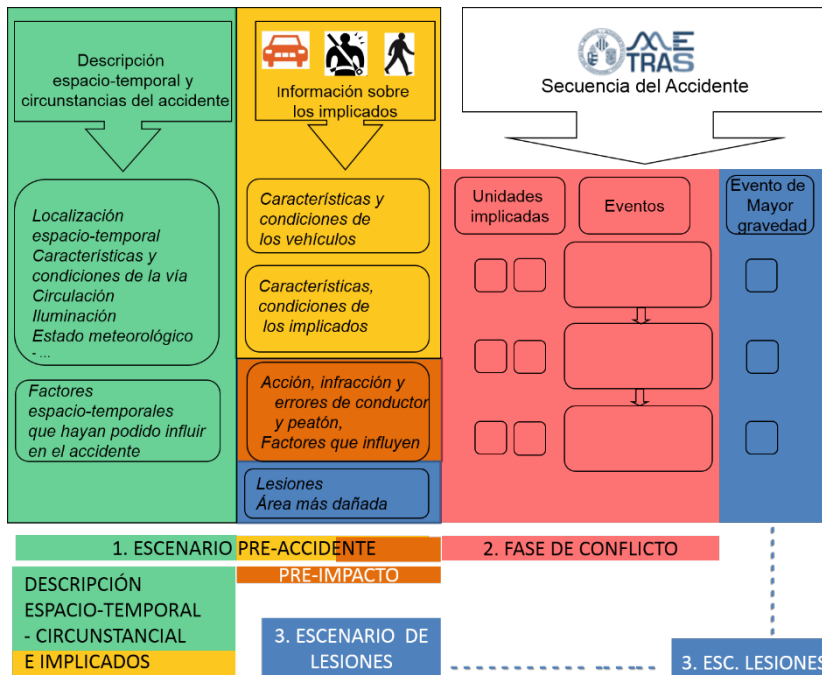 Descripción
espacio-temporal y
circunstancias del accidente
Información sobre
los implicados
METRAS
Secuencia del Accidente
Localización
espacio-temporal
Características y
condiciones de la vía
Circulación
Iluminación
Estado meteorológico
- ...
Factores
espacio-temporales
que hayan podido influir
en el accidente
Características y
condiciones de
los vehículos
Características,
condiciones de
los implicados
Acción, infracción y
errores de conductor
y peatón,
Factores que influyen
Lesiones
Área más dañada
Unidades
implicadas
Eventos
Evento de
Mayor
gravedad
1. ESCENARIO PRE-ACCIDENTE
PRE-IMPACTO
2. FASE DE CONFLICTO
DESCRIPCIÓN
ESPACIO-TEMPORAL
- CIRCUNSTANCIAL
E IMPLICADOS
3. ESCENARIO DE
LESIONES
3. ESC. LESIONES